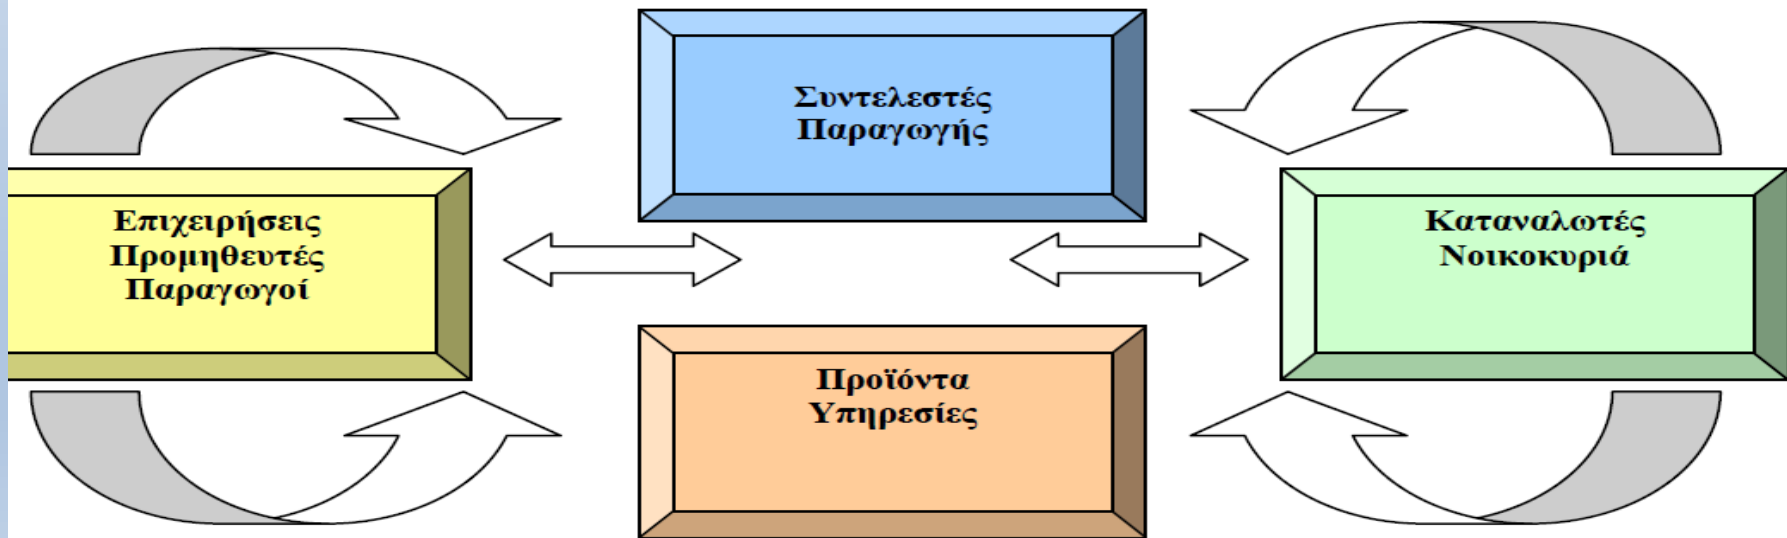 Συντελεστές
Παραγωγής
Επιχειρήσεις
Προμηθευτές
Παραγωγοί
Καταναλωτές
Νοικοκυριά
Προϊόντα
Υπηρεσίες